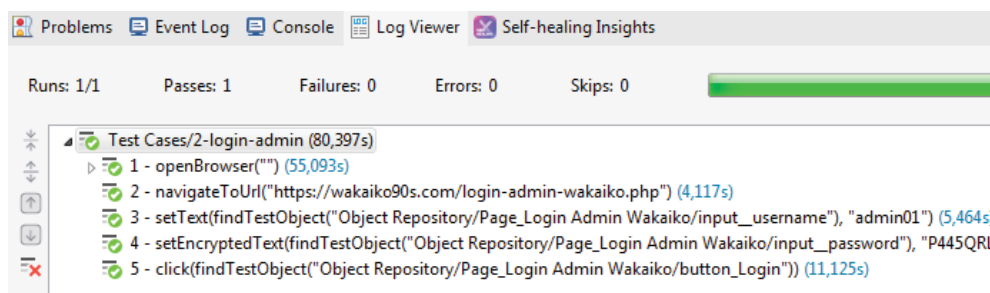 Problems Event Log Console Log Viewer Self-healing Insights
Runs: 1/1 Passes: 1 Failures: 0 Errors: 0 Skips: 0
Test Cases/2-login-admin (80,397s)
1 - openBrowser("") (55,093s)
2 - navigateToUrl("https://wakaiko90s.com/login-admin-wakaiko.php") (4,117s)
3 - setText(findTestObject("Object Repository/Page_Login Admin Wakaiko/input__username"), "admin01") (5,464s
4 - setEncryptedText(findTestObject("Object Repository/Page_Login Admin Wakaiko/input__password"), "P445QRL
5 - click(findTestObject("Object Repository/Page_Login Admin Wakaiko/button_Login")) (11,125s)